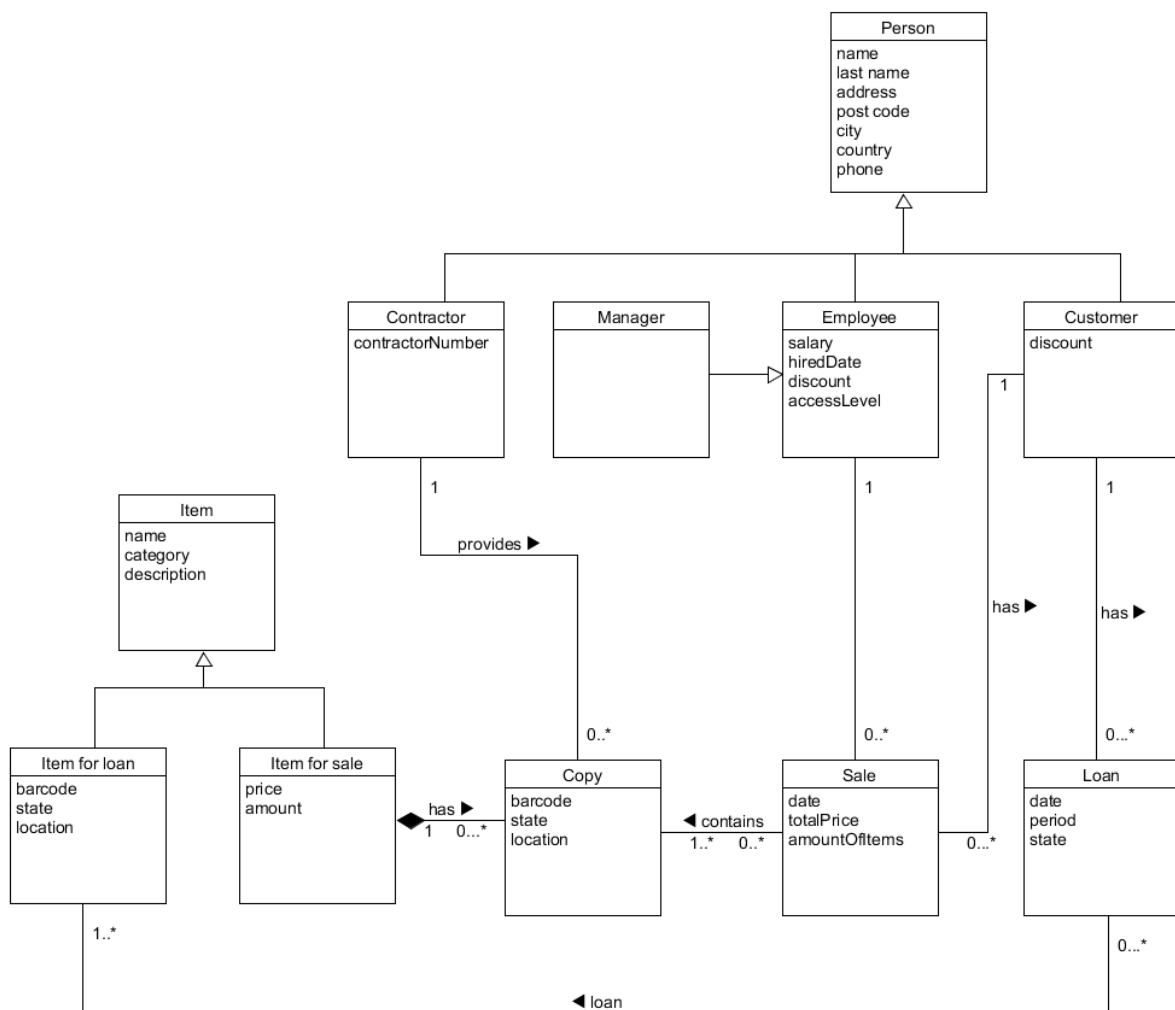 Person
name
last name
address
post code
city
country
phone
Contractor
contractorNumber
Manager
Employee
salary
hiredDate
discount
accessLevel
Customer
discount
1
1
1
1
Item
name
category
description
provides
has
has
0..*
0..*
0...*
Item for loan
barcode
state
location
Item for sale
price
amount
has
1 0...*
Copy
barcode
state
location
contains
1..* 0..*
Sale
date
totalPrice
amountOfItems
0...*
Loan
date
period
state
1..*
0...*
loan